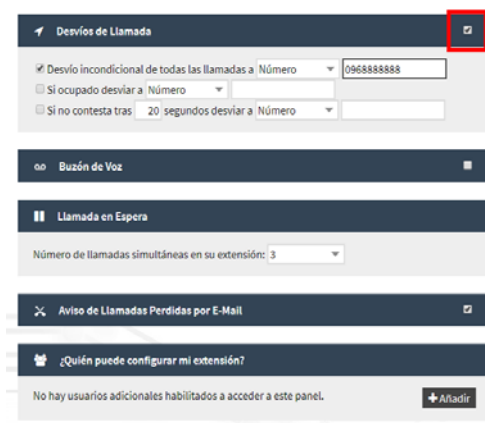 Desvíos de Llamada
Desvío incondicional de todas las llamadas a Número 0968888888
Si ocupado desviar a Número
Si no contesta tras 20 segundos desviar a Número
Buzón de Voz
Llamada en Espera
Número de llamadas simultáneas en su extensión: 3
Aviso de Llamadas Perdidas por E-Mail
¿Quién puede configurar mi extensión?
No hay usuarios adicionales habilitados a acceder a este panel. +Añadir